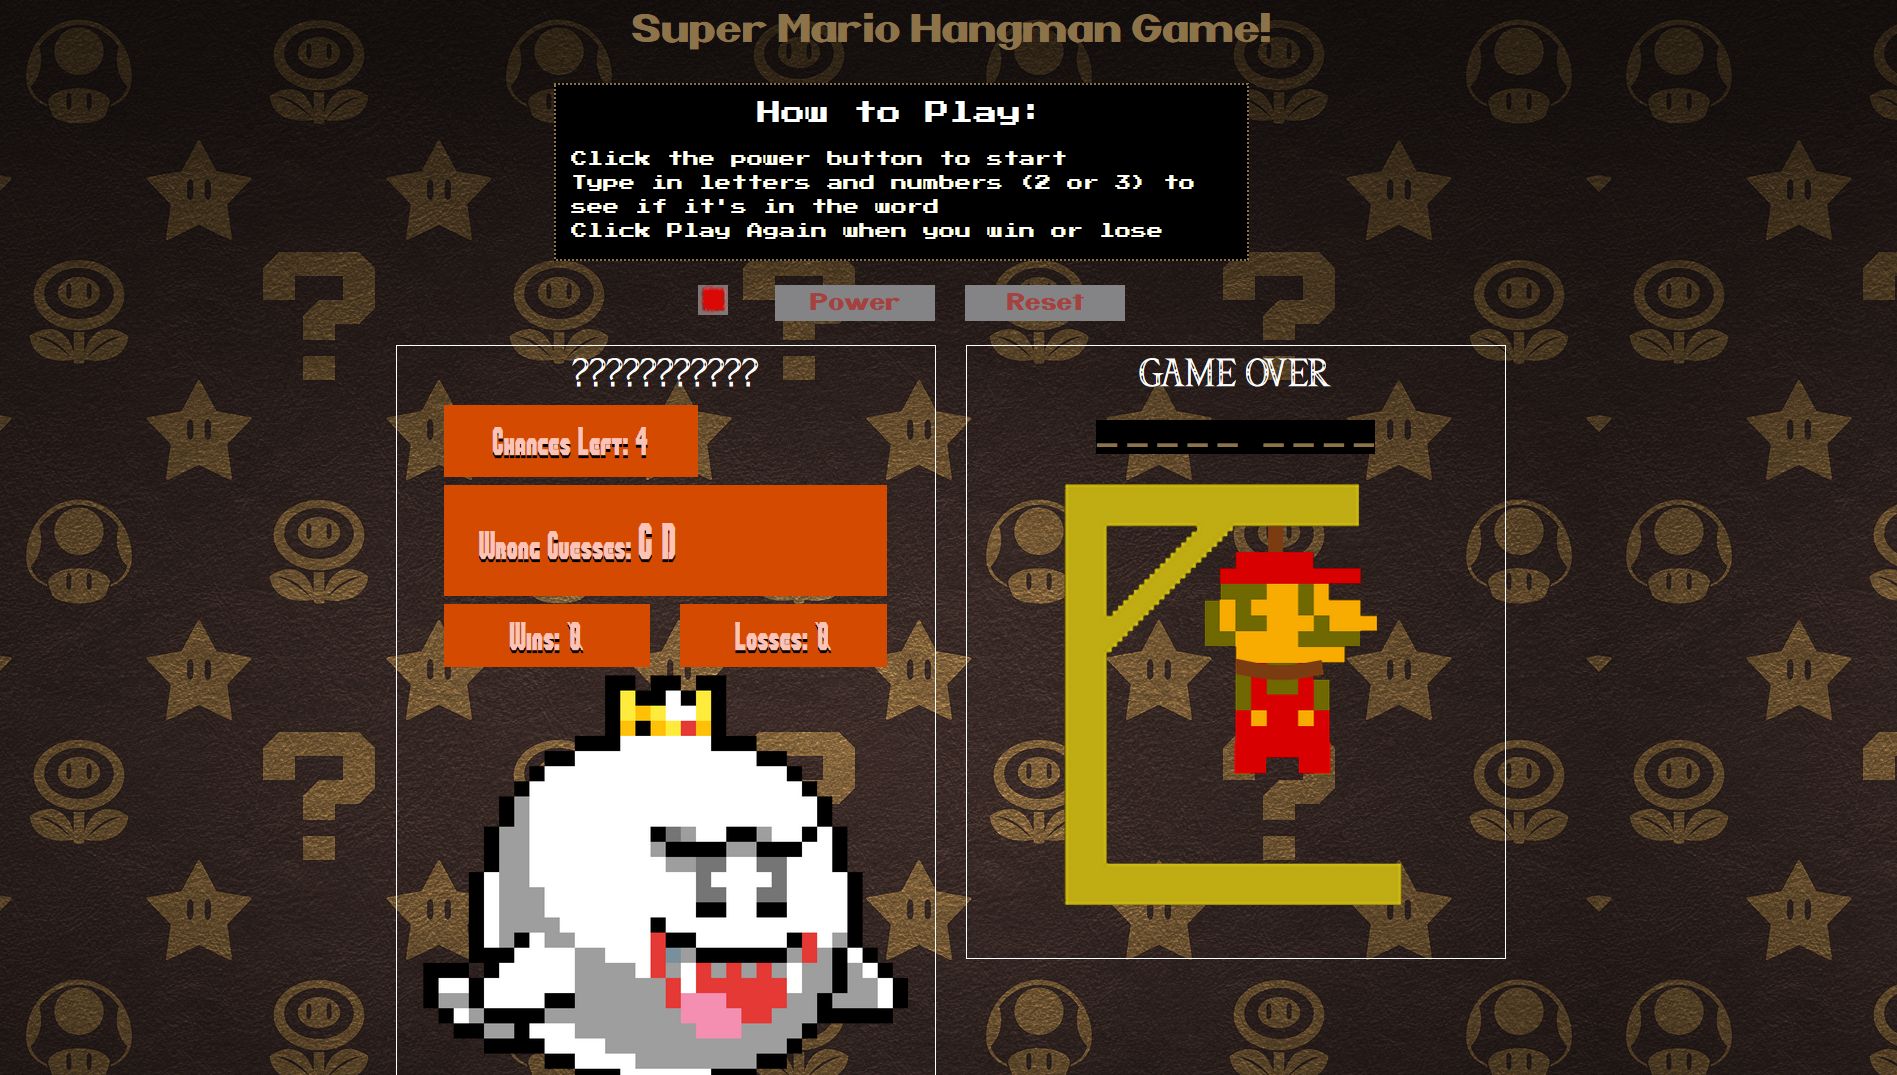 Super Mario Hangman Game!
How to Play:
Click the power button to start
Type in letters and numbers (2 or 3) to
see if it's in the word
Click Play Again when you win or lose
Power
Reset
???????????
Chances Left: 4
Wrong Guesses: C D
Wins: 0
Losses: 0
GAME OVER
_ _ _ _ _  _ _ _ _